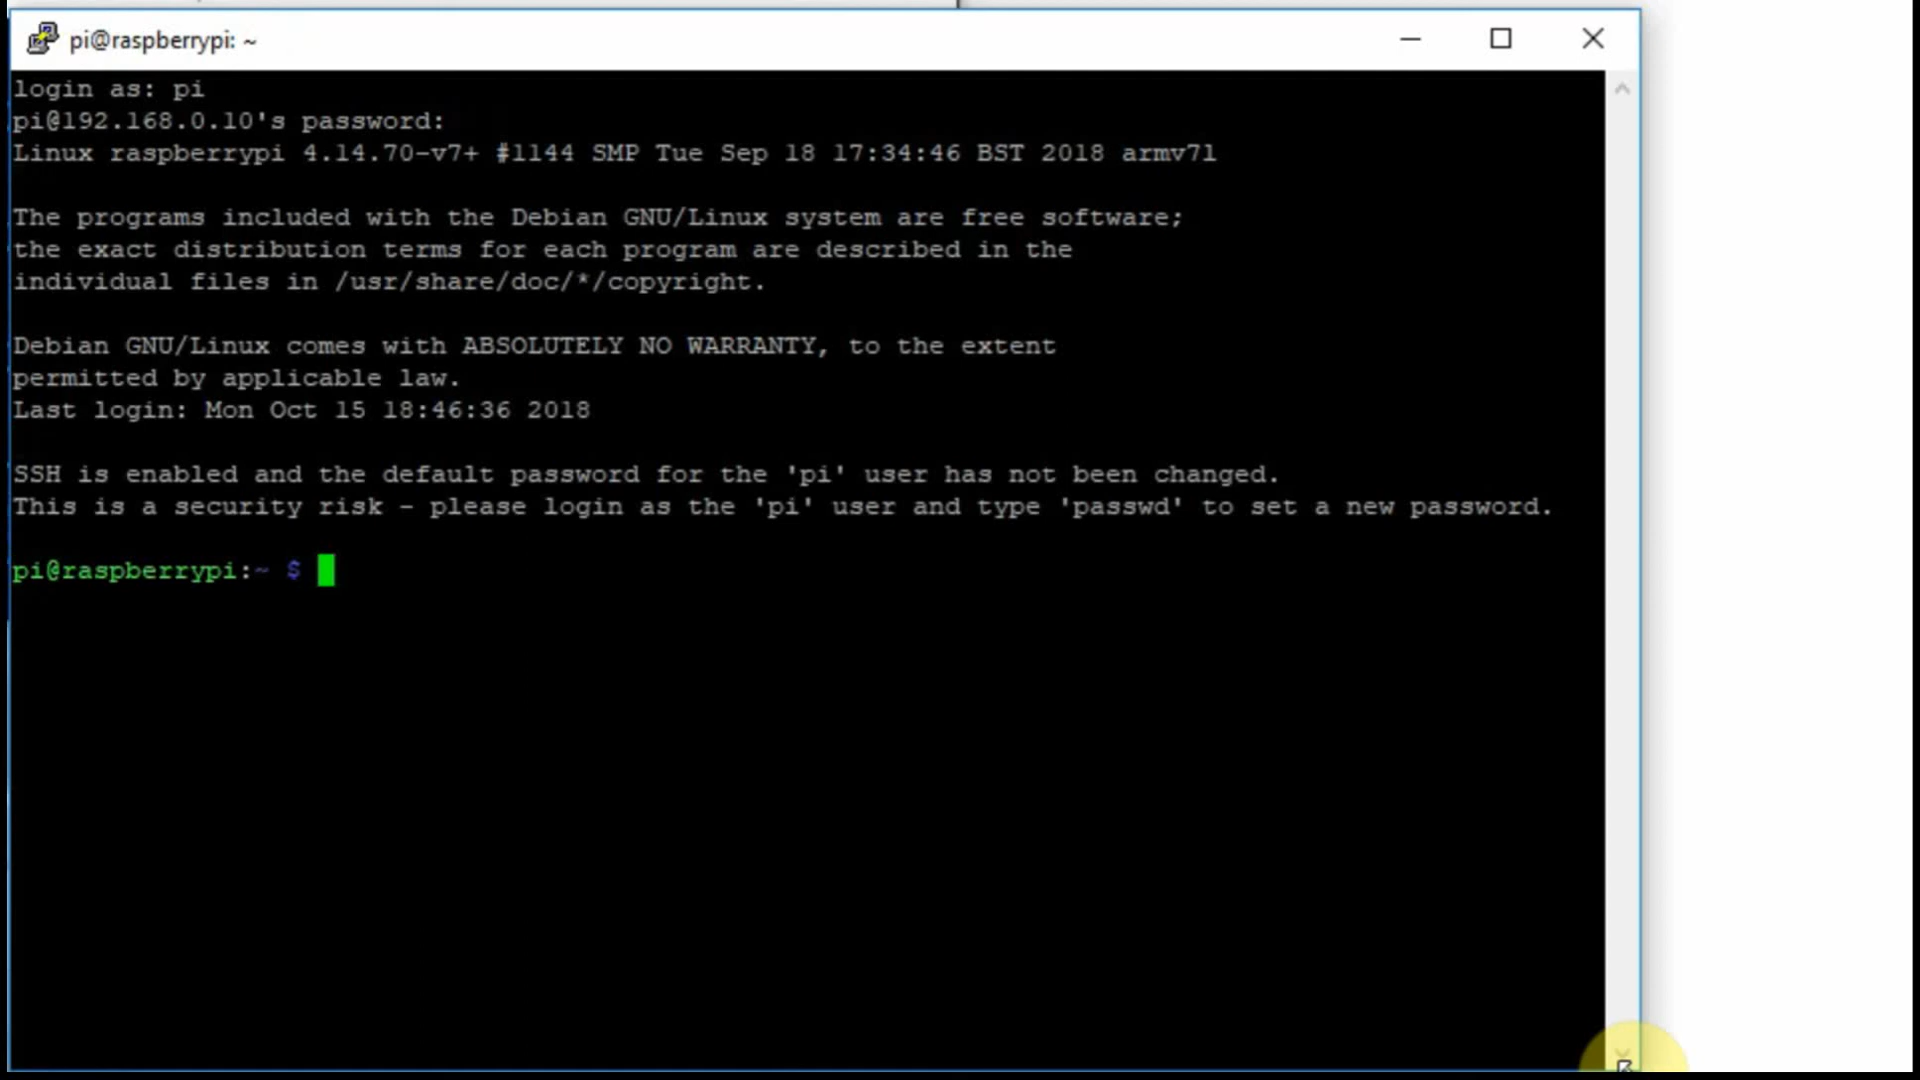 pi@raspberrypi: ~
login as: pi
pi@192.168.0.10's password:
Linux raspberrypi 4.14.70-v7+ #1144 SMP Tue Sep 18 17:34:46 BST 2018 armv7l
The programs included with the Debian GNU/Linux system are free software;
the exact distribution terms for each program are described in the
individual files in /usr/share/doc/*/copyright.
Debian GNU/Linux comes with ABSOLUTELY NO WARRANTY, to the extent
permitted by applicable law.
Last login: Mon Oct 15 18:46:36 2018
SSH is enabled and the default password for the 'pi' user has not been changed.
This is a security risk - please login as the 'pi' user and type 'passwd' to set a new password.
pi@raspberrypi:~ $